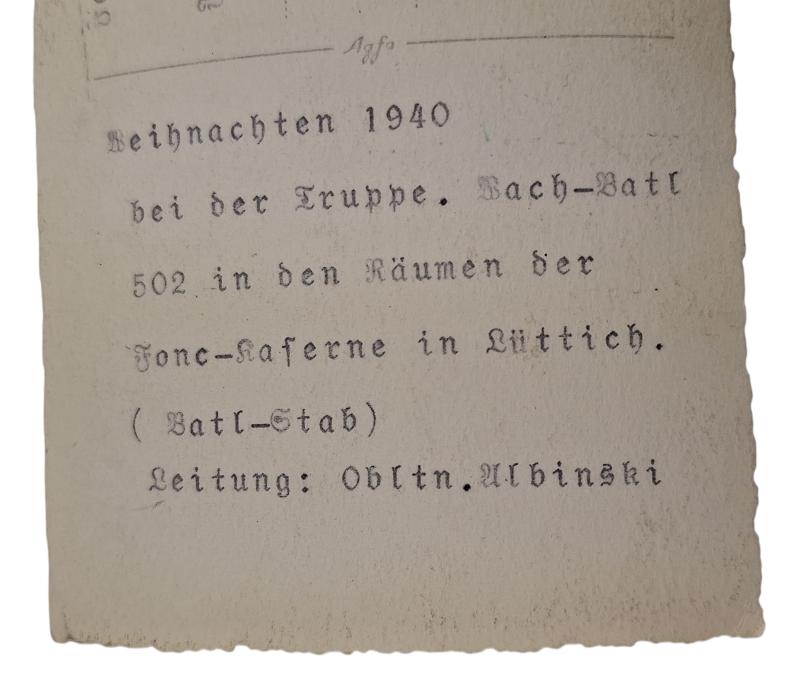 Agfa
Weihnachten 1940
bei der Truppe. Wach-Batl
502 in den Räumen der
Fonc-Kaserne in Lüttich.
( Batl-Stab)
Leitung: Obltn.Albinski